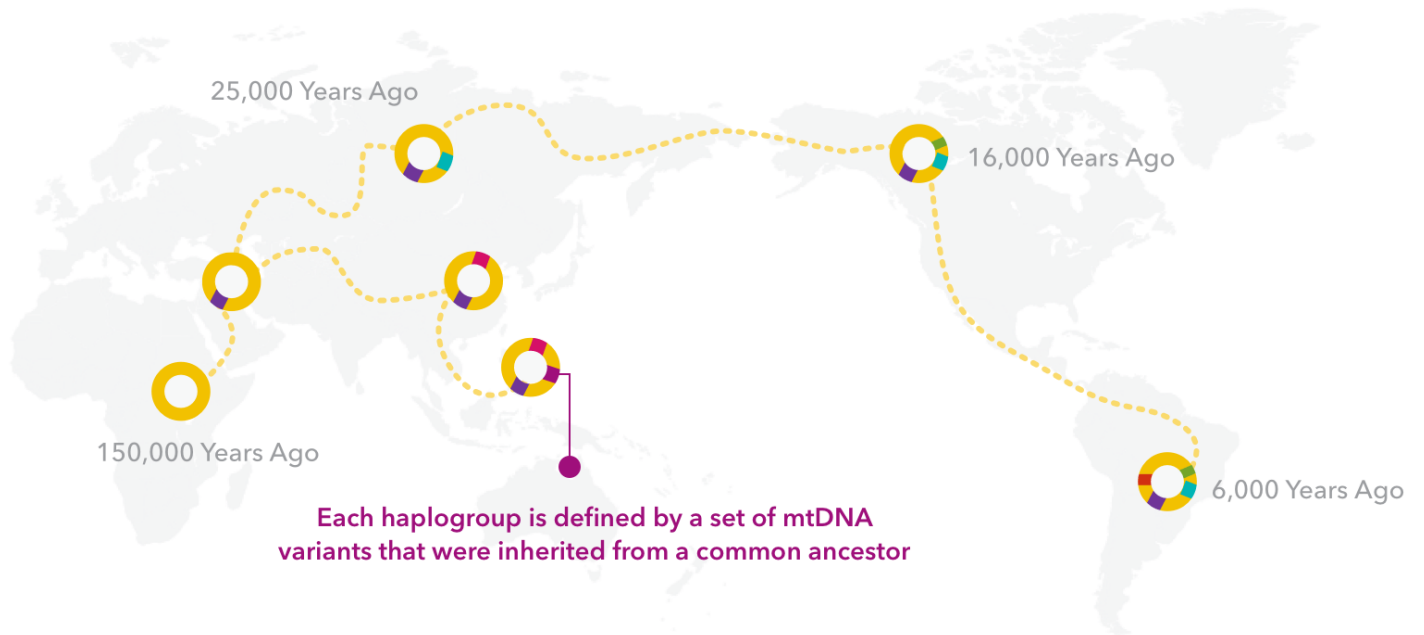 25,000 Years Ago
16,000 Years Ago
150,000 Years Ago
6,000 Years Ago
Each haplogroup is defined by a set of mtDNA
variants that were inherited from a common ancestor